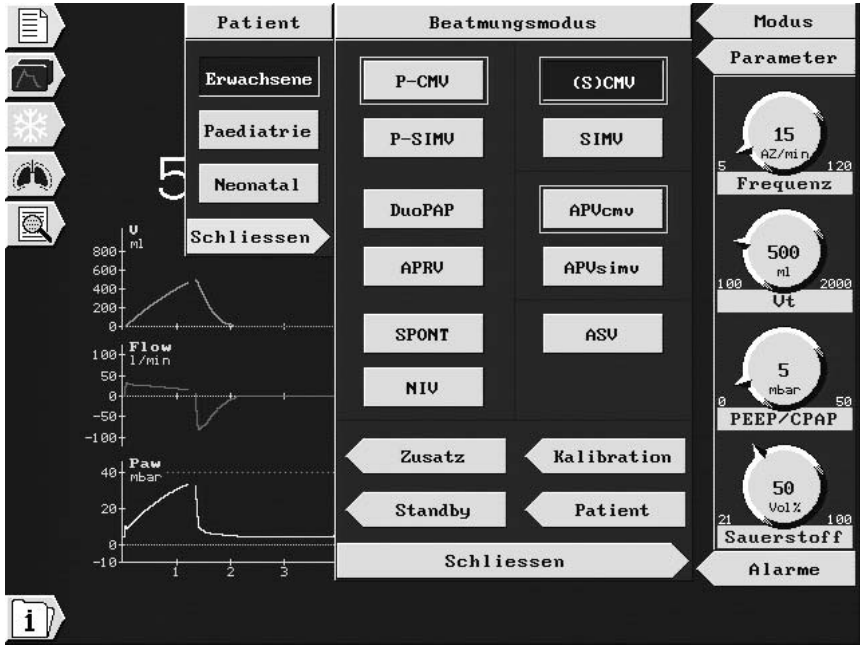 Patient
Beatmungsmodus
Modus
Parameter
Erwachsene
Paediatrie
Neonatal
Schliessen
P-CMV
(S)CMV
P-SIMV
SIMV
DuoPAP
APVcmv
APRV
APVsimv
SPONT
ASV
NIV
Zusatz
Kalibration
Standby
Patient
Schliessen
15
AZ/min
5
120
Frequenz
500
ml
100
2000
Vt
5
mbar
0
50
PEEP/CPAP
50
Vol%
21
100
Sauerstoff
Alarme
5
V
ml
800
600
400
200
0
Flow
l/min
100
50
0
-50
-100
Paw
mbar
40
20
0
-10
1 2 3
i